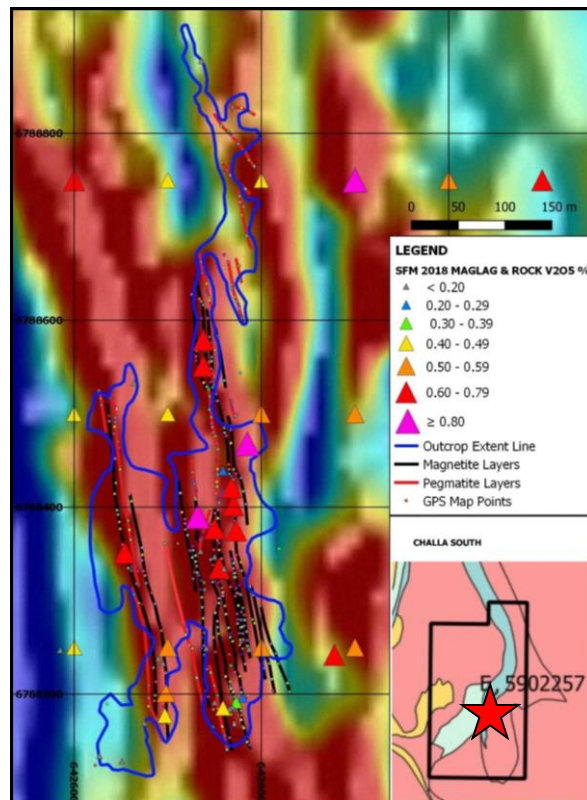 642600
642800
0 50 100 150 m
LEGEND
SFM 2018 MAGLAG & ROCK V2O5 %
< 0.20
0.20 - 0.29
0.30 - 0.39
0.40 - 0.49
0.50 - 0.59
0.60 - 0.79
≥ 0.80
Outcrop Extent Line
Magnetite Layers
Pegmatite Layers
GPS Map Points
CHALLA SOUTH
E 5902257